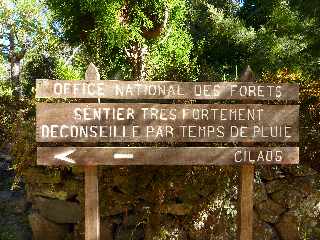 OFFICE NATIONAL DES FORETS
SENTIER TRES FORTEMENT
DECONSEILLE PAR TEMPS DE PLUIE
CILAOS